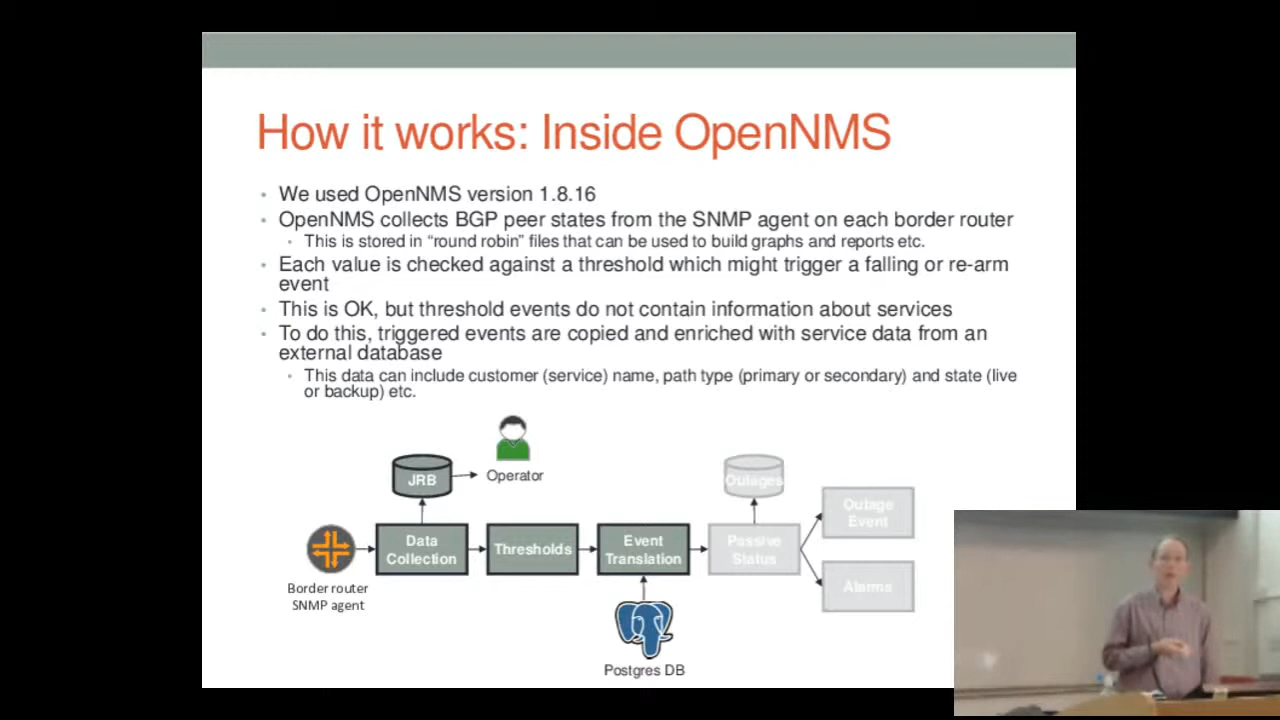 How it works: Inside OpenNMS
We used OpenNMS version 1.8.16
OpenNMS collects BGP peer states from the SNMP agent on each border router
This is stored in “round robin” files that can be used to build graphs and reports etc.
Each value is checked against a threshold which might trigger a falling or re-arm
event
This is OK, but threshold events do not contain information about services
To do this, triggered events are copied and enriched with service data from an
external database
This data can include customer (service) name, path type (primary or secondary) and state (live
or backup) etc.
JRB
Operator
Outages
Outage
Event
Data
Collection
Thresholds
Event
Translation
Passive
Status
Alarms
Border router
SNMP agent
Postgres DB